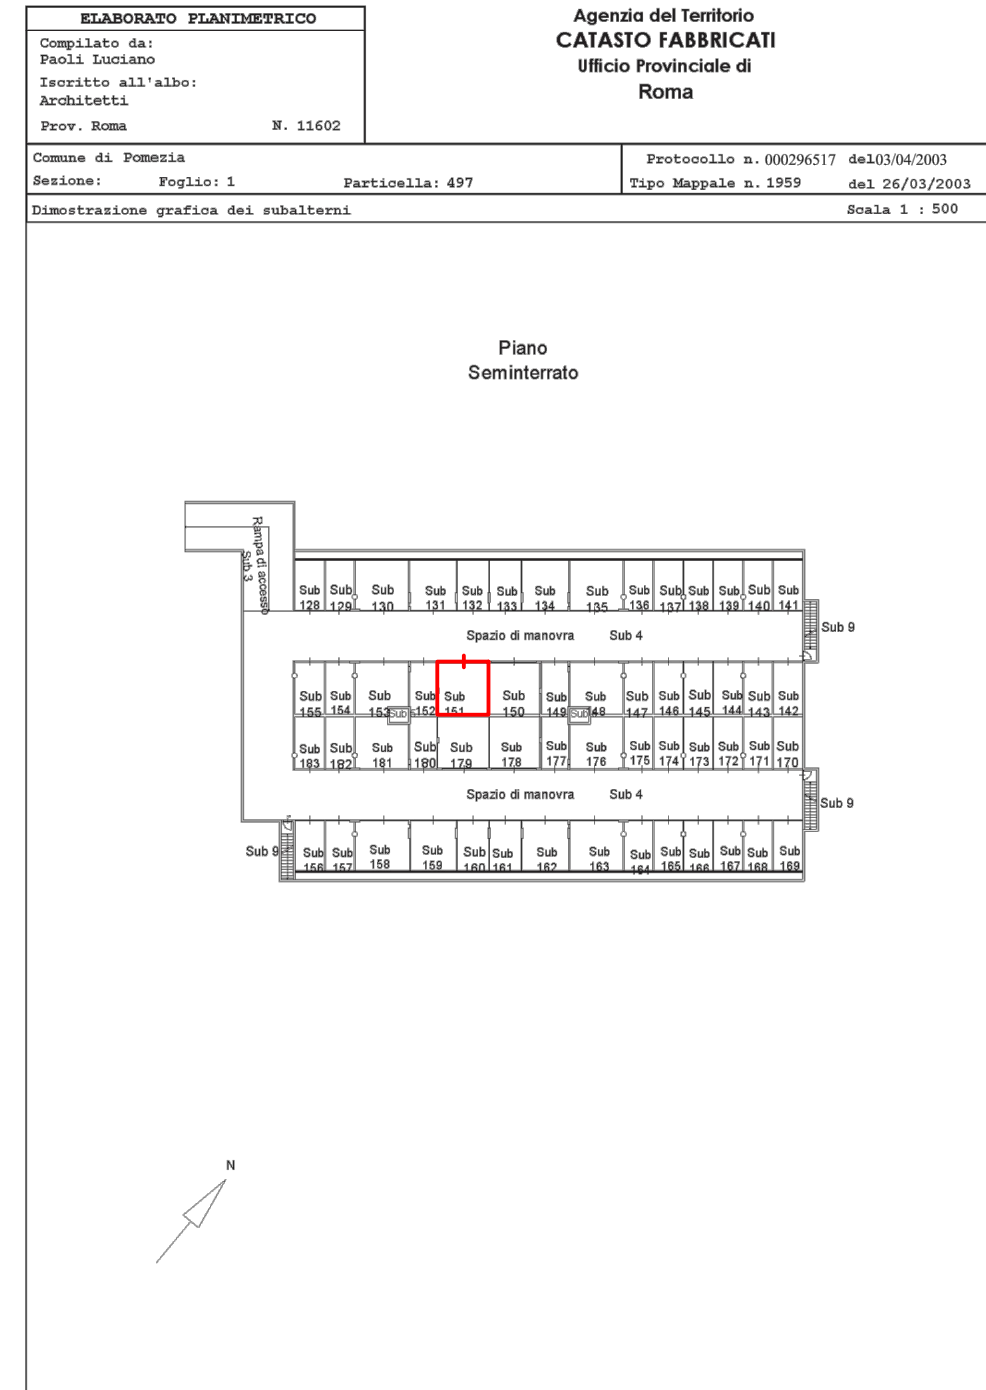 ELABORATO PLANIMETRICO
Compilato da:
Paoli Luciano
Iscritto all'albo:
Architetti
Prov. Roma N. 11602
Agenzia del Territorio
CATASTO FABBRICATI
Ufficio Provinciale di
Roma
Comune di Pomezia
Sezione: Foglio: 1 Particella: 497
Protocollo n. 000296517 del03/04/2003
Tipo Mappale n. 1959 del 26/03/2003
Dimostrazione grafica dei subalterni Scala 1 : 500
Piano
Seminterrato
Rampa di accesso
Sub 3
Sub Sub Sub Sub Sub Sub Sub Sub Sub Sub Sub Sub Sub Sub
128 129 130 131 132 133 134 135 136 137 138 139 140 141
Spazio di manovra Sub 4
Sub 9
Sub Sub Sub Sub Sub Sub Sub Sub Sub Sub Sub Sub Sub Sub
155 154 153 152 151 150 149 148 147 146 145 144 143 142
Sub Sub
Sub Sub Sub Sub Sub Sub Sub Sub Sub Sub Sub Sub Sub Sub
183 182 181 180 179 178 177 176 175 174 173 172 171 170
Spazio di manovra Sub 4
Sub 9
Sub 9
Sub Sub Sub Sub Sub Sub Sub Sub Sub Sub Sub Sub Sub Sub
156 157 158 159 160 161 162 163 164 165 166 167 168 169
N